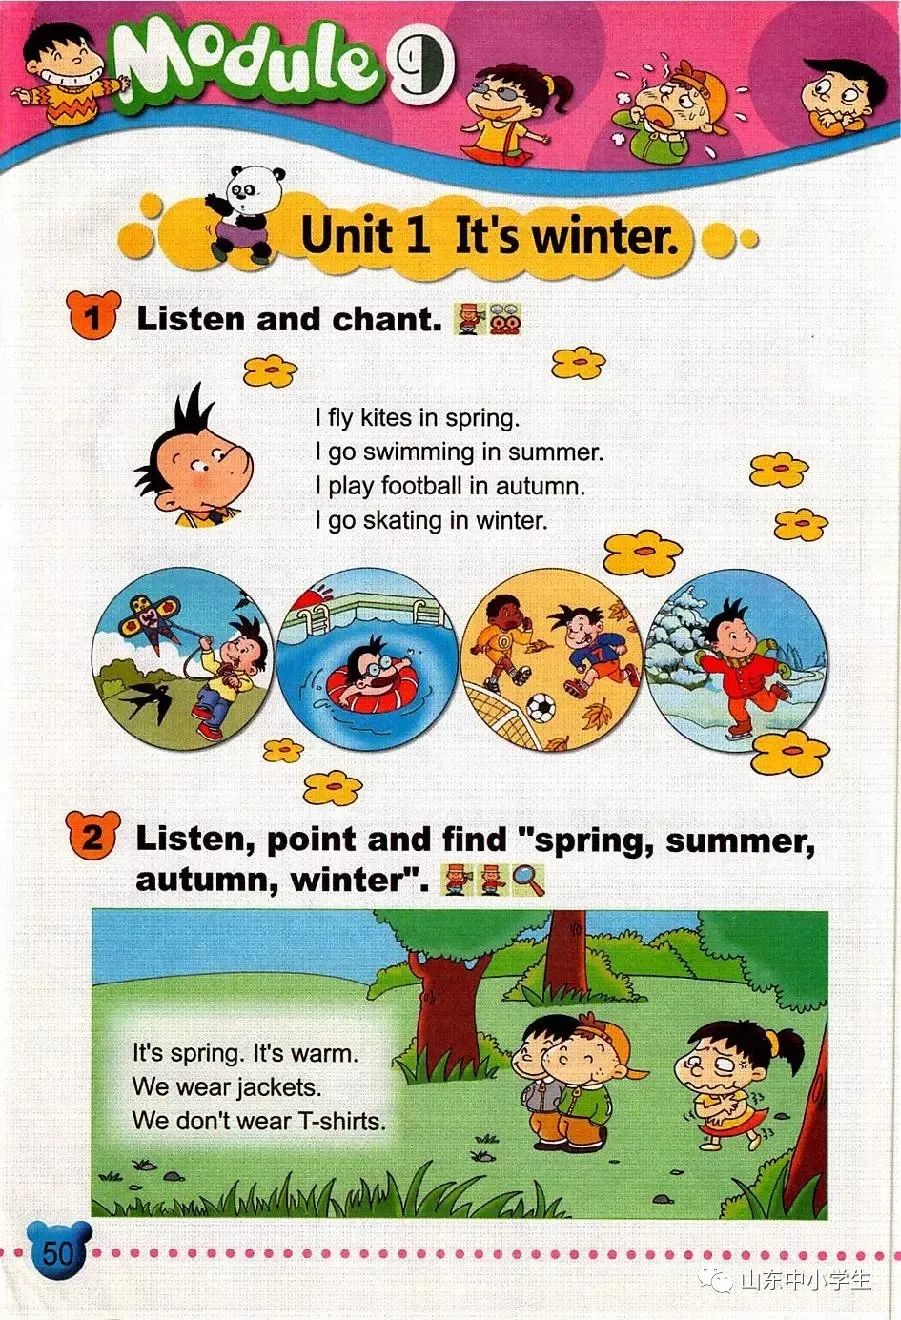 Module 9
Unit 1 It's winter.
1 Listen and chant.
I fly kites in spring.
I go swimming in summer.
I play football in autumn.
I go skating in winter.
2 Listen, point and find "spring, summer,
autumn, winter".
It's spring. It's warm.
We wear jackets.
We don't wear T-shirts.
50
山东中小学生